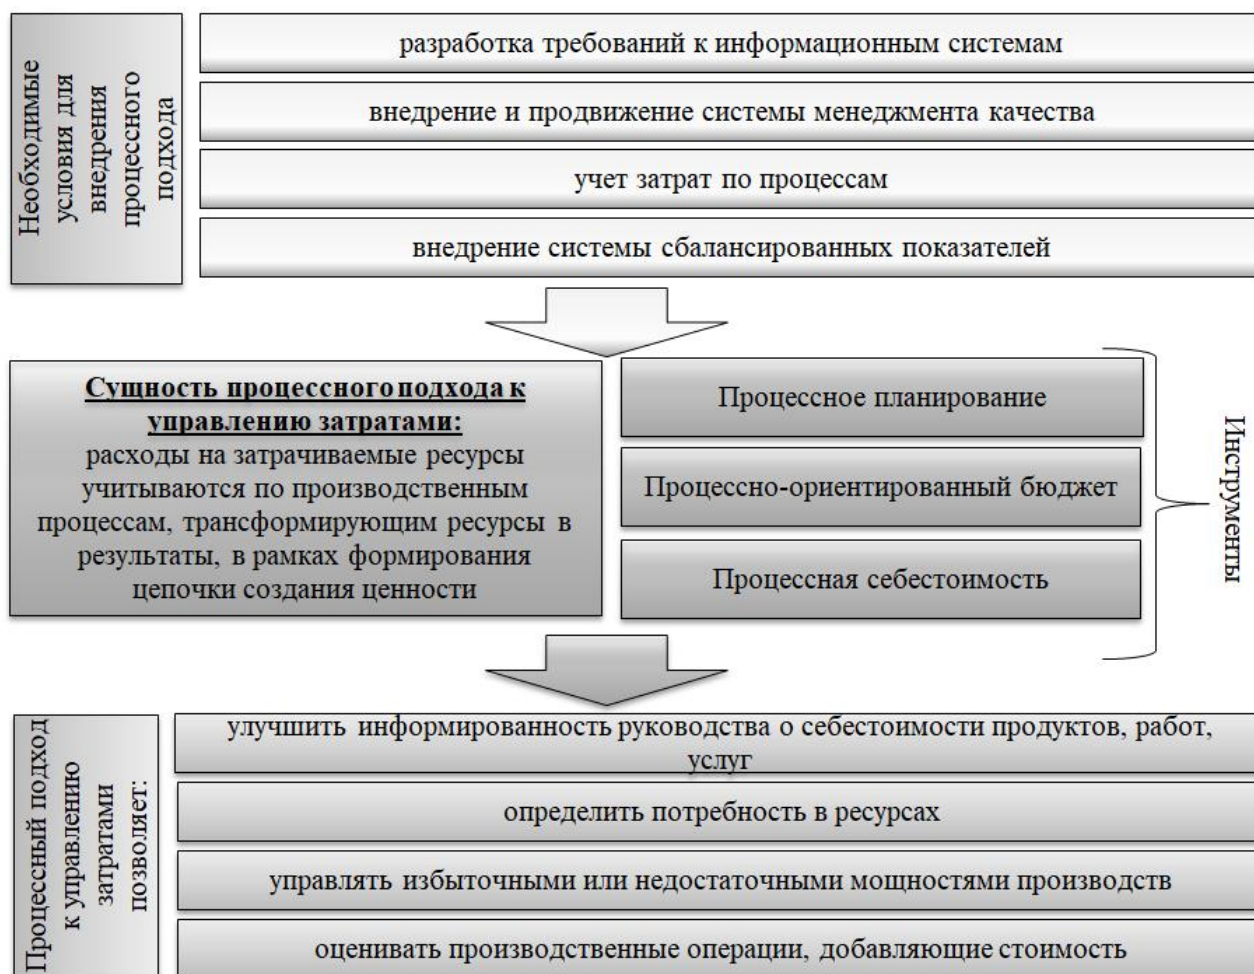 Необходимые
условия для
внедрения
процессного
подхода
разработка требований к информационным системам
внедрение и продвижение системы менеджмента качества
учет затрат по процессам
внедрение системы сбалансированных показателей
Сущность процессного подхода к
управлению затратами:
расходы на затрачиваемые ресурсы
учитываются по производственным
процессам, трансформирующим ресурсы в
результаты, в рамках формирования
цепочки создания ценности
Процессное планирование
Процессно-ориентированный бюджет
Процессная себестоимость
Инструменты
Процессный подход
к управлению
затратами
позволяет:
улучшить информированность руководства о себестоимости продуктов, работ,
услуг
определить потребность в ресурсах
управлять избыточными или недостаточными мощностями производств
оценивать производственные операции, добавляющие стоимость